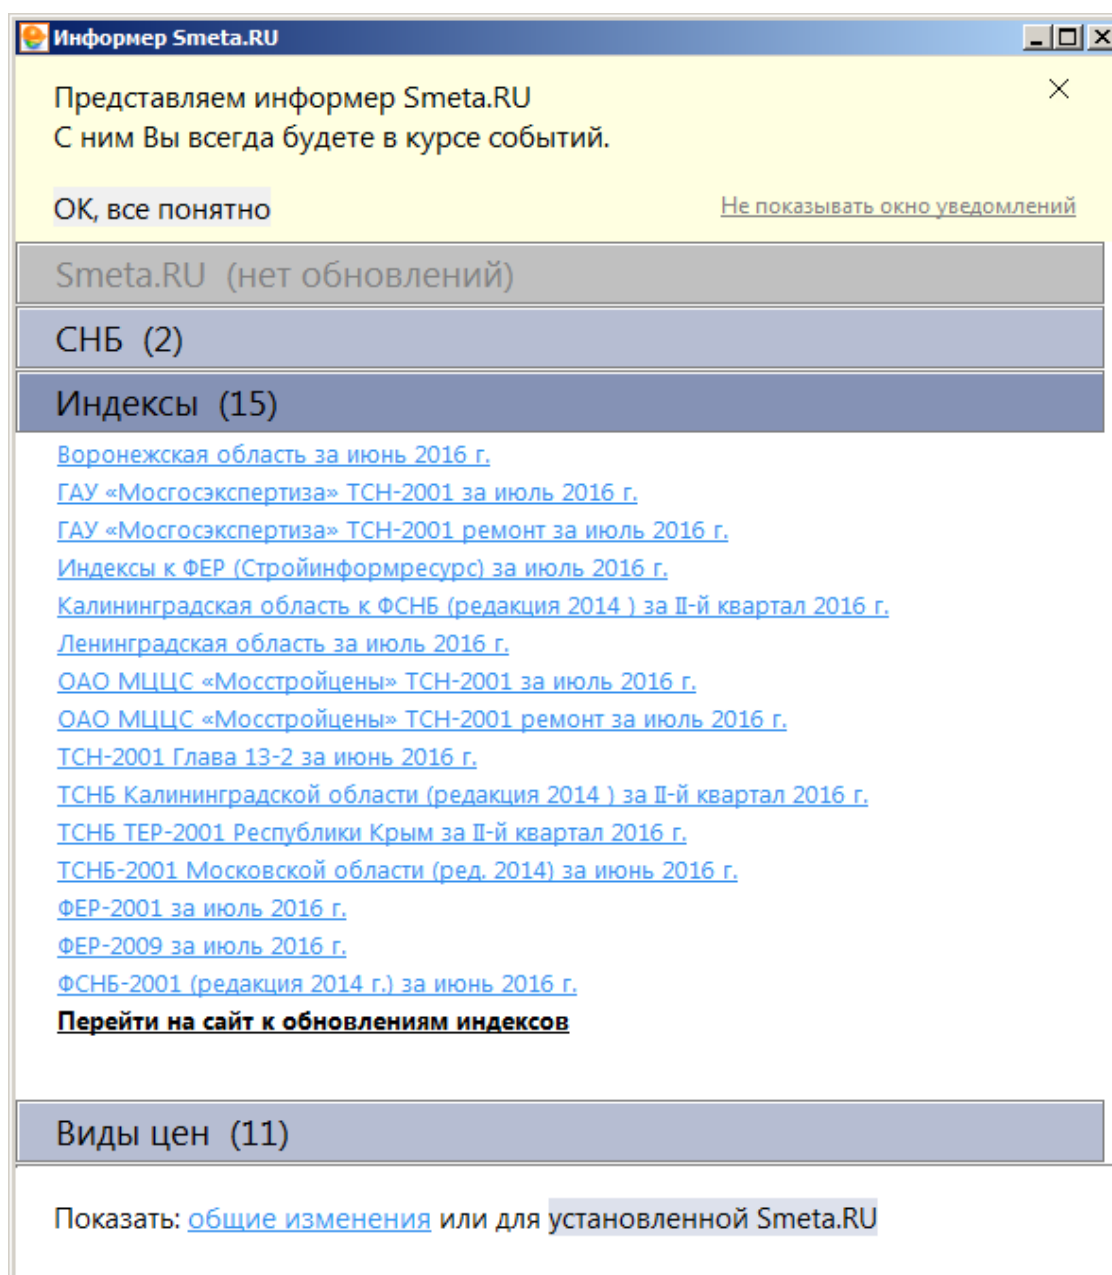 Информер Smeta.RU
Представляем информер Smeta.RU
С ним Вы всегда будете в курсе событий.
ОК, все понятно
Не показывать окно уведомлений
Smeta.RU (нет обновлений)
СНБ (2)
Индексы (15)
Воронежская область за июнь 2016 г.
ГАУ «Мосгосэкспертиза» ТСН-2001 за июль 2016 г.
ГАУ «Мосгосэкспертиза» ТСН-2001 ремонт за июль 2016 г.
Индексы к ФЕР (Стройинформресурс) за июль 2016 г.
Калининградская область к ФСНБ (редакция 2014 ) за II-й квартал 2016 г.
Ленинградская область за июль 2016 г.
ОАО МЦЦС «Мосстройцены» ТСН-2001 за июль 2016 г.
ОАО МЦЦС «Мосстройцены» ТСН-2001 ремонт за июль 2016 г.
ТСН-2001 Глава 13-2 за июнь 2016 г.
ТСНБ Калининградской области (редакция 2014 ) за II-й квартал 2016 г.
ТСНБ ТЕР-2001 Республики Крым за II-й квартал 2016 г.
ТСНБ-2001 Московской области (ред. 2014) за июнь 2016 г.
ФЕР-2001 за июль 2016 г.
ФЕР-2009 за июль 2016 г.
ФСНБ-2001 (редакция 2014 г.) за июнь 2016 г.
Перейти на сайт к обновлениям индексов
Виды цен (11)
Показать: общие изменения или для установленной Smeta.RU